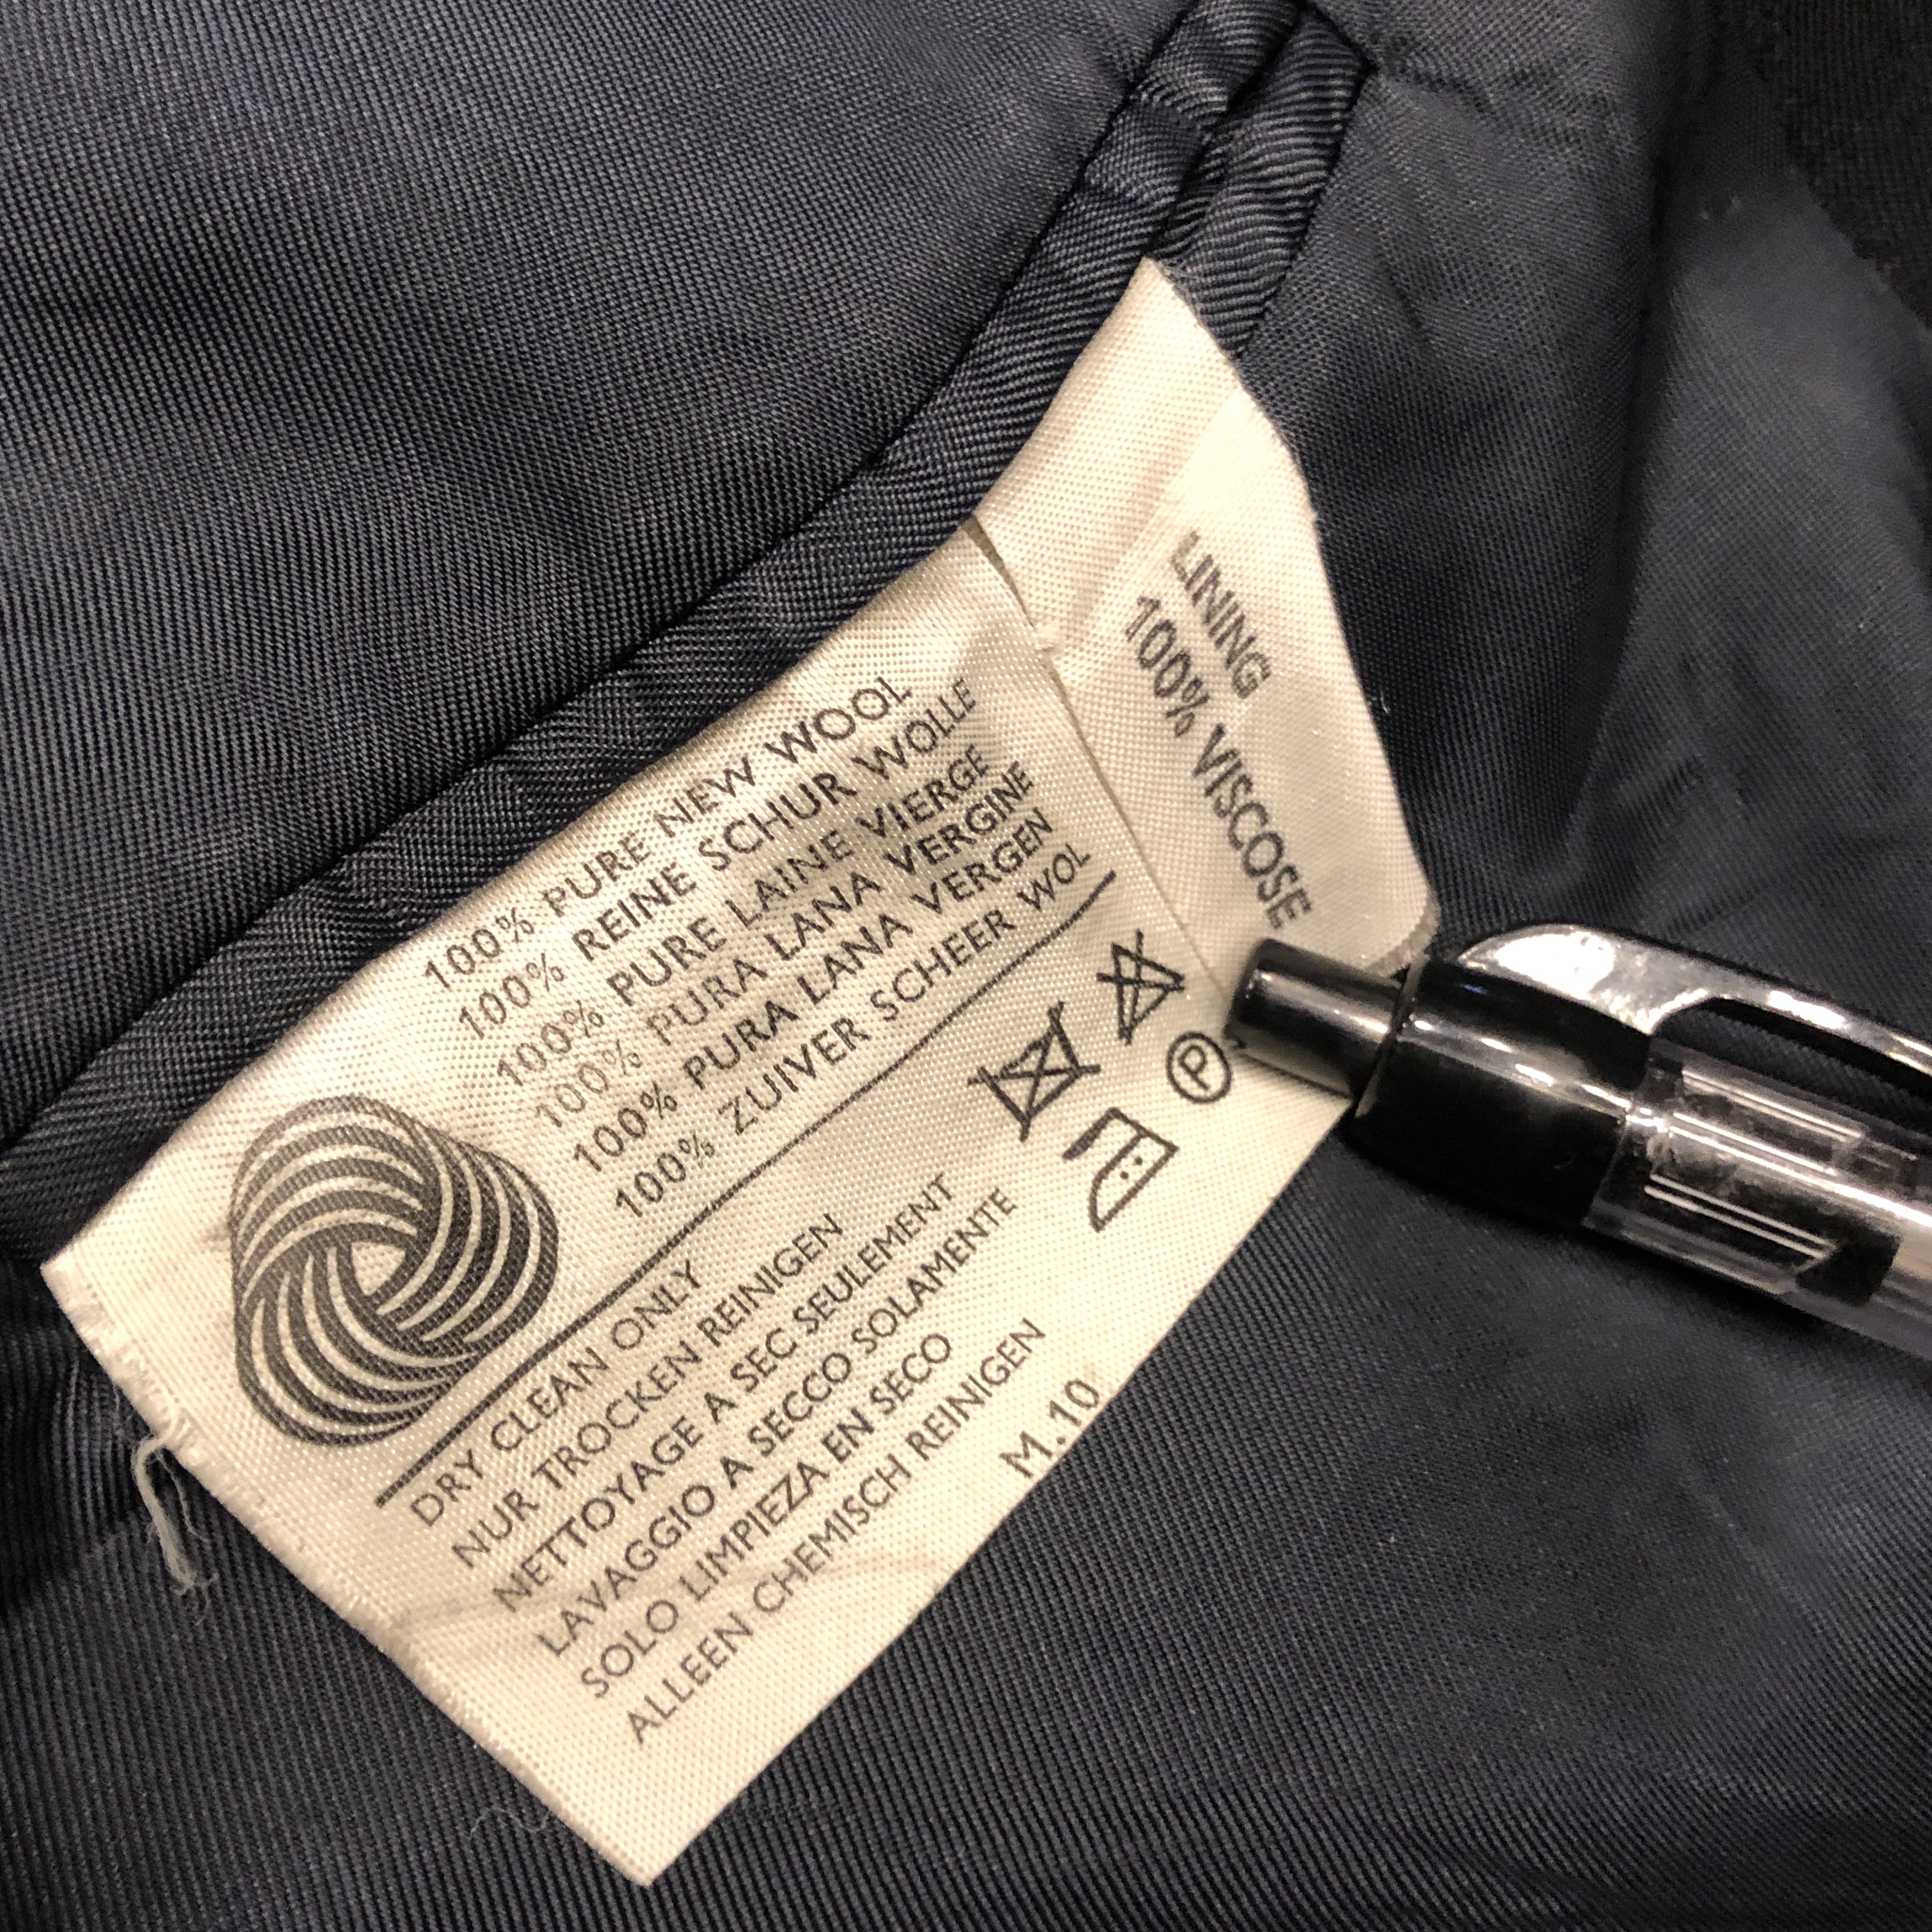 100% PURE NEW WOOL
100% REINE SCHUR WOLLE
100% PURE LAINE VIERGE
100% PURA LANA VERGINE
100% PURA LANA VERGEN
100% ZUIVER SCHEER WOL
P
DRY CLEAN ONLY
NUR TROCKEN REINIGEN
NETTOYAGE A SEC SEULEMENT
LAVAGGIO A SECCO SOLAMENTE
SOLO LIMPIEZA EN SECO
ALLEEN CHEMISCH REINIGEN
M.10
LINING
100% VISCOSE